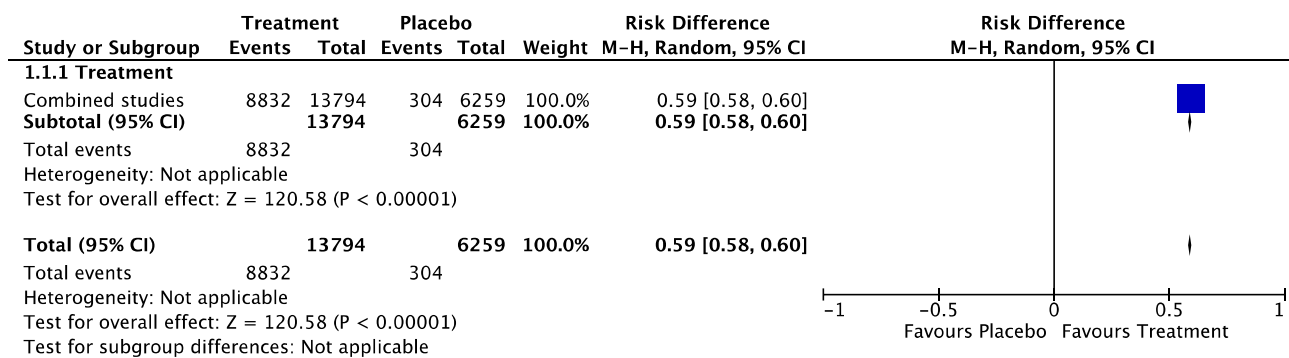 Treatment Placebo Risk Difference Risk Difference
Study or Subgroup Events Total Events Total Weight M-H, Random, 95% CI M-H, Random, 95% CI
1.1.1 Treatment
Combined studies 8832 13794 304 6259 100.0% 0.59 [0.58, 0.60]
Subtotal (95% CI) 13794 6259 100.0% 0.59 [0.58, 0.60]
Total events 8832 304
Heterogeneity: Not applicable
Test for overall effect: Z = 120.58 (P < 0.00001)
Total (95% CI) 13794 6259 100.0% 0.59 [0.58, 0.60]
Total events 8832 304
Heterogeneity: Not applicable
Test for overall effect: Z = 120.58 (P < 0.00001)
Test for subgroup differences: Not applicable
-1 -0.5 0 0.5 1
Favours Placebo Favours Treatment